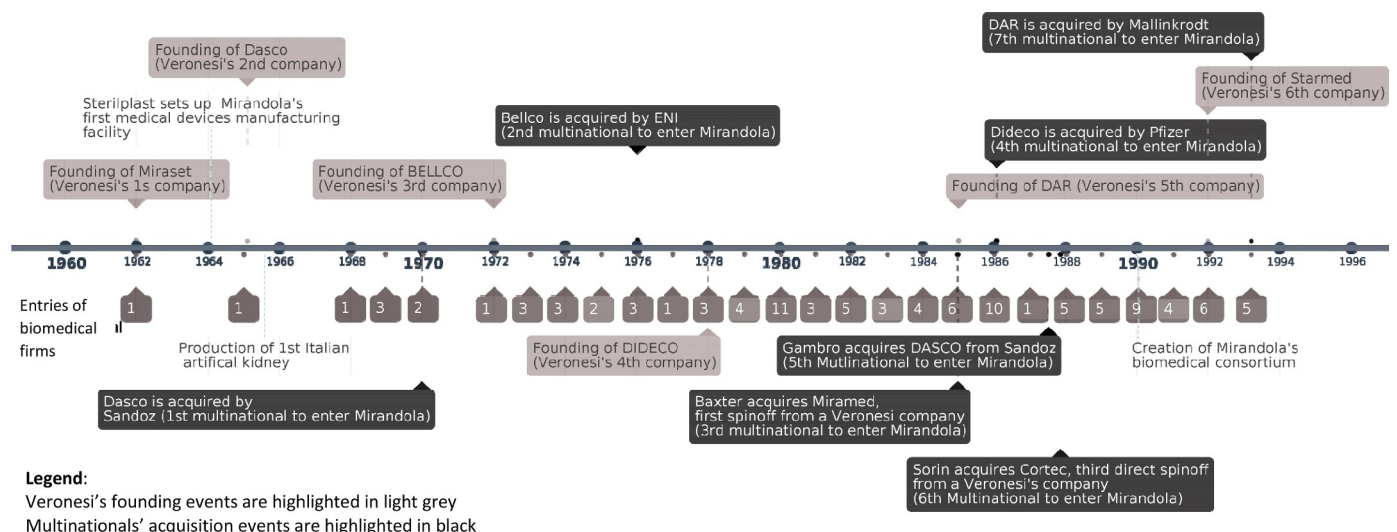 DAR is acquired by Mallinkrodt
(7th multinational to enter Mirandola)
Founding of Dasco
(Veronesi's 2nd company)
Founding of Starmed
(Veronesi's 6th company)
Sterilplast sets up Mirandola's
first medical devices manufacturing
facility
Bellco is acquired by ENI
(2nd multinational to enter Mirandola)
Dideco is acquired by Pfizer
(4th multinational to enter Mirandola)
Founding of Miraset
(Veronesi's 1s company)
Founding of BELLCO
(Veronesi's 3rd company)
Founding of DAR (Veronesi's 5th company)
1960 1962 1964 1966 1968 1970 1972 1974 1976 1978 1980 1982 1984 1986 1988 1990 1992 1994 1996
Entries of
biomedical
firms
1 1 1 3 2 1 3 3 2 3 1 3 4 11 3 5 3 4 6 10 1 5 5 9 4 6 5
Production of 1st Italian
artifical kidney
Founding of DIDECO
(Veronesi's 4th company)
Gambro acquires DASCO from Sandoz
(5th Mutlinational to enter Mirandola)
Creation of Mirandola's
biomedical consortium
Dasco is acquired by
Sandoz (1st multinational to enter Mirandola)
Baxter acquires Miramed,
first spinoff from a Veronesi company
(3rd multinational to enter Mirandola)
Sorin acquires Cortec, third direct spinoff
from a Veronesi's company
(6th Multinational to enter Mirandola)
Legend:
Veronesi’s founding events are highlighted in light grey
Multinationals’ acquisition events are highlighted in black